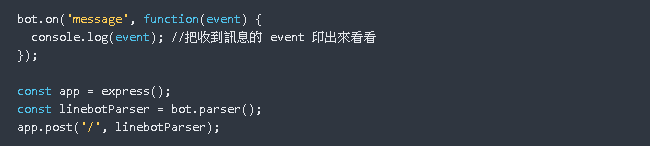 bot.on('message', function(event) {
  console.log(event); //把收到訊息的 event 印出來看看
});

const app = express();
const linebotParser = bot.parser();
app.post('/', linebotParser);